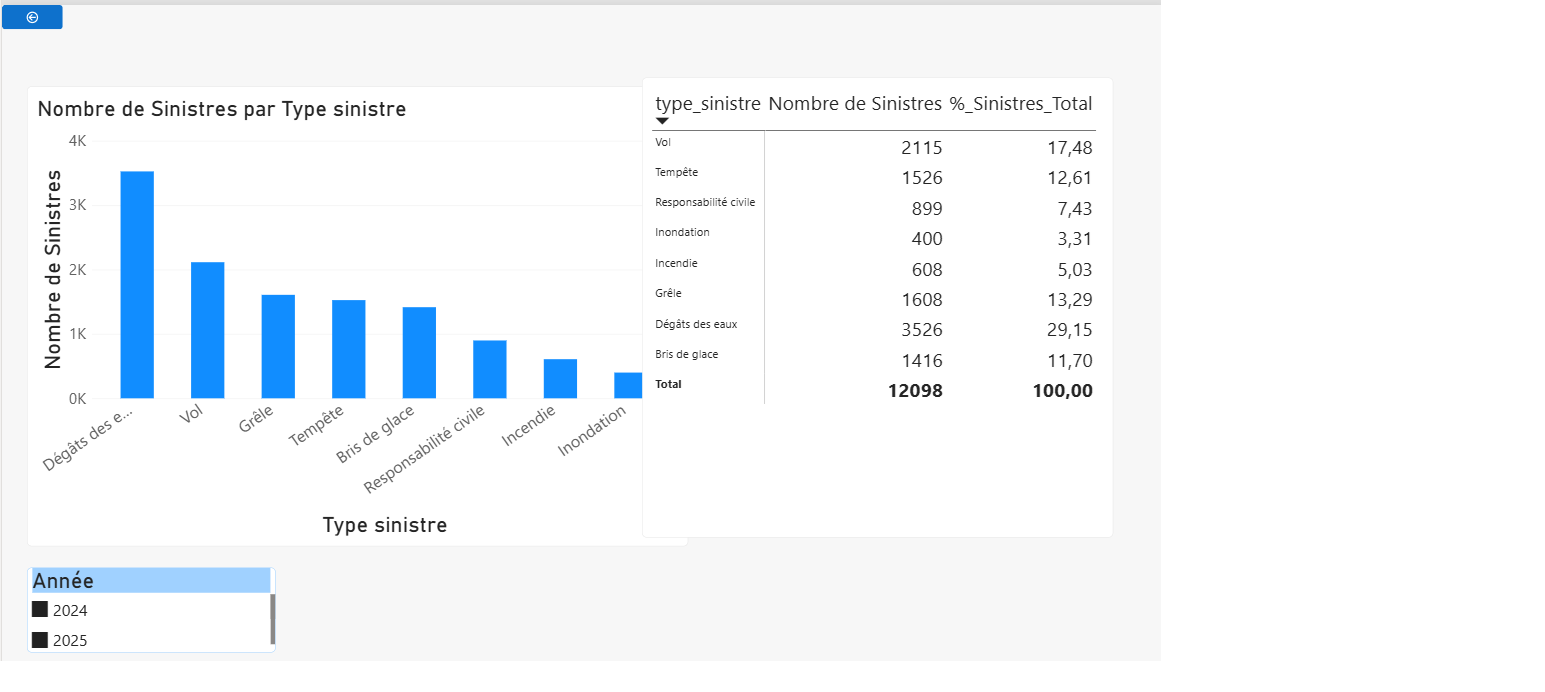 Nombre de Sinistres par Type sinistre
Nombre de Sinistres
4K
3K
2K
1K
0K
Dégâts des e...
Vol
Grêle
Tempête
Bris de glace
Responsabilité civile
Incendie
Inondation
Type sinistre
type_sinistre Nombre de Sinistres %_Sinistres_Total
Vol 2115 17,48
Tempête 1526 12,61
Responsabilité civile 899 7,43
Inondation 400 3,31
Incendie 608 5,03
Grêle 1608 13,29
Dégâts des eaux 3526 29,15
Bris de glace 1416 11,70
Total 12098 100,00
Année
2024
2025